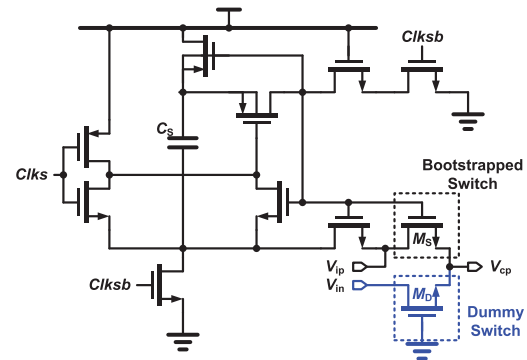 Clksb
CS
Clks
Bootstrapped
Switch
MS
Vip
Vcp
Clksb
Vin
MD
Dummy
Switch